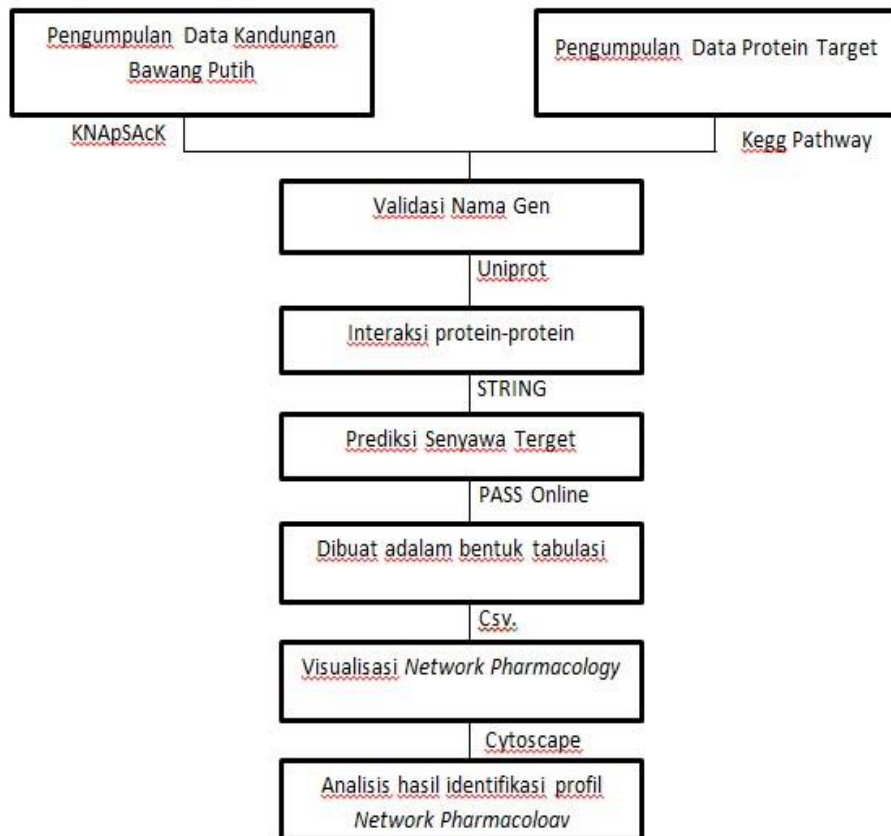 Pengumpulan Data Kandungan
Bawang Putih
Pengumpulan Data Protein Target
KNApSAcK
Kegg Pathway
Validasi Nama Gen
Uniprot
Interaksi protein-protein
STRING
Prediksi Senyawa Terget
PASS Online
Dibuat adalam bentuk tabulasi
Csv.
Visualisasi Network Pharmacology
Cytoscape
Analisis hasil identifikasi profil
Network Pharmacology